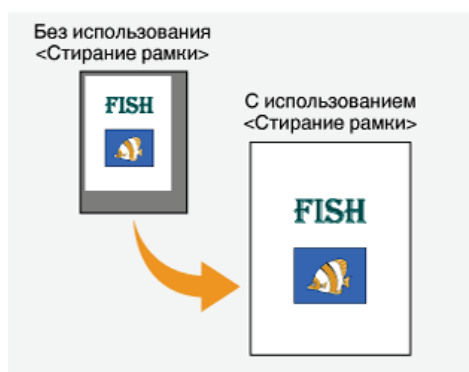 Без использования
<Стирание рамки>
FISH
С использованием
<Стирание рамки>
FISH